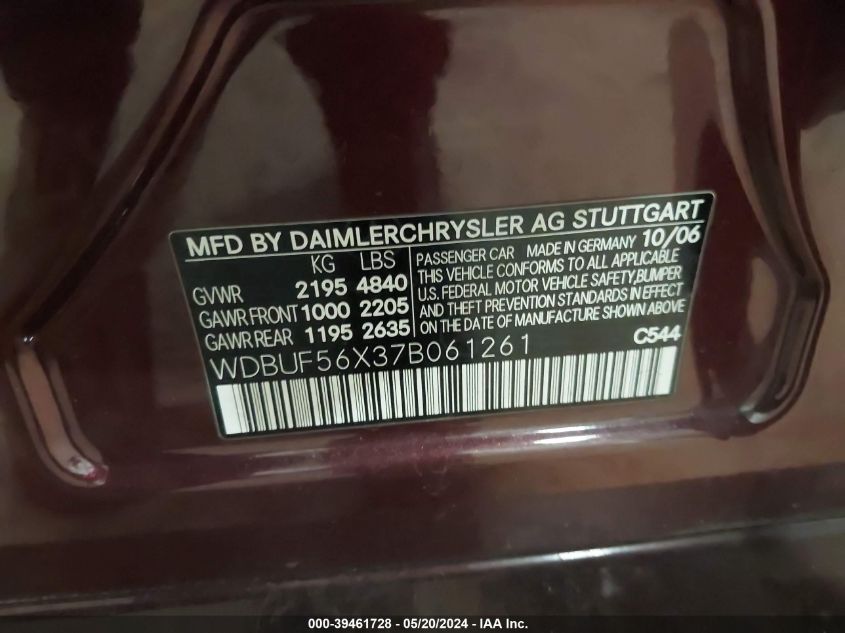 MFD BY DAIMLERCHRYSLER AG STUTTGART
KG LBS
GVWR 2195 4840
GAWR FRONT 1000 2205
GAWR REAR 1195 2635
PASSENGER CAR MADE IN GERMANY 10/06
THIS VEHICLE CONFORMS TO ALL APPLICABLE
U.S. FEDERAL MOTOR VEHICLE SAFETY,BUMPER
AND THEFT PREVENTION STANDARDS IN EFFECT
ON THE DATE OF MANUFACTURE SHOWN ABOVE
C544
WDBUF56X37B061261
000-39461728 - 05/20/2024 - IAA Inc.